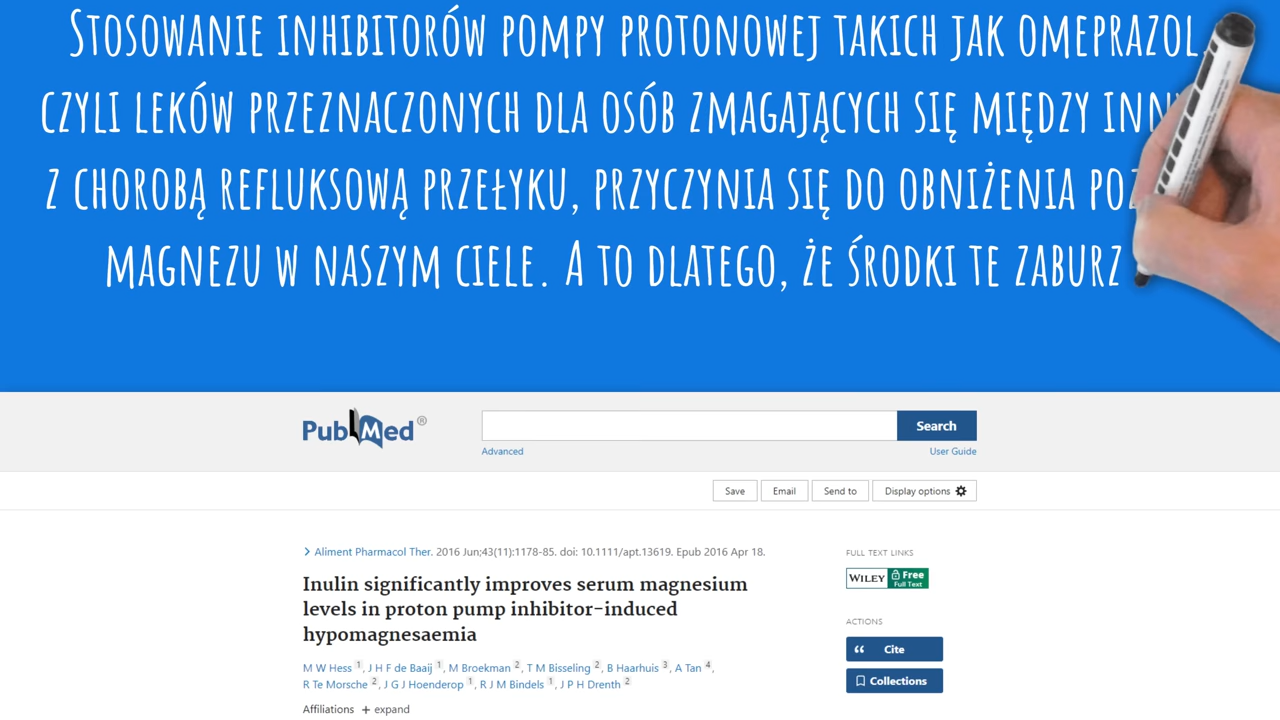 Stosowanie inhibitorów pompy protonowej takich jak omeprazol,
czyli leków przeznaczonych dla osób zmagających się między
z chorobą refluksową przełyku, przyczynia się do obniżenia
magnezu w naszym ciele. A to dlatego, że środki te zaburz
PubMed®
Search
Advanced
User Guide
Save
Email
Send to
Display options
Aliment Pharmacol Ther. 2016 Jun;43(11):1178-85. doi: 10.1111/apt.13619. Epub 2016 Apr 18.
Inulin significantly improves serum magnesium
levels in proton pump inhibitor-induced
hypomagnesaemia
M W Hess 1, J H F de Baaij 1, M Broekman 2, T M Bisseling 2, B Haarhuis 3, A Tan 4,
R Te Morsche 2, J G J Hoenderop 1, R J M Bindels 1, J P H Drenth 2
Affiliations + expand
FULL TEXT LINKS
WILEY Free
Full Text
ACTIONS
Cite
Collections